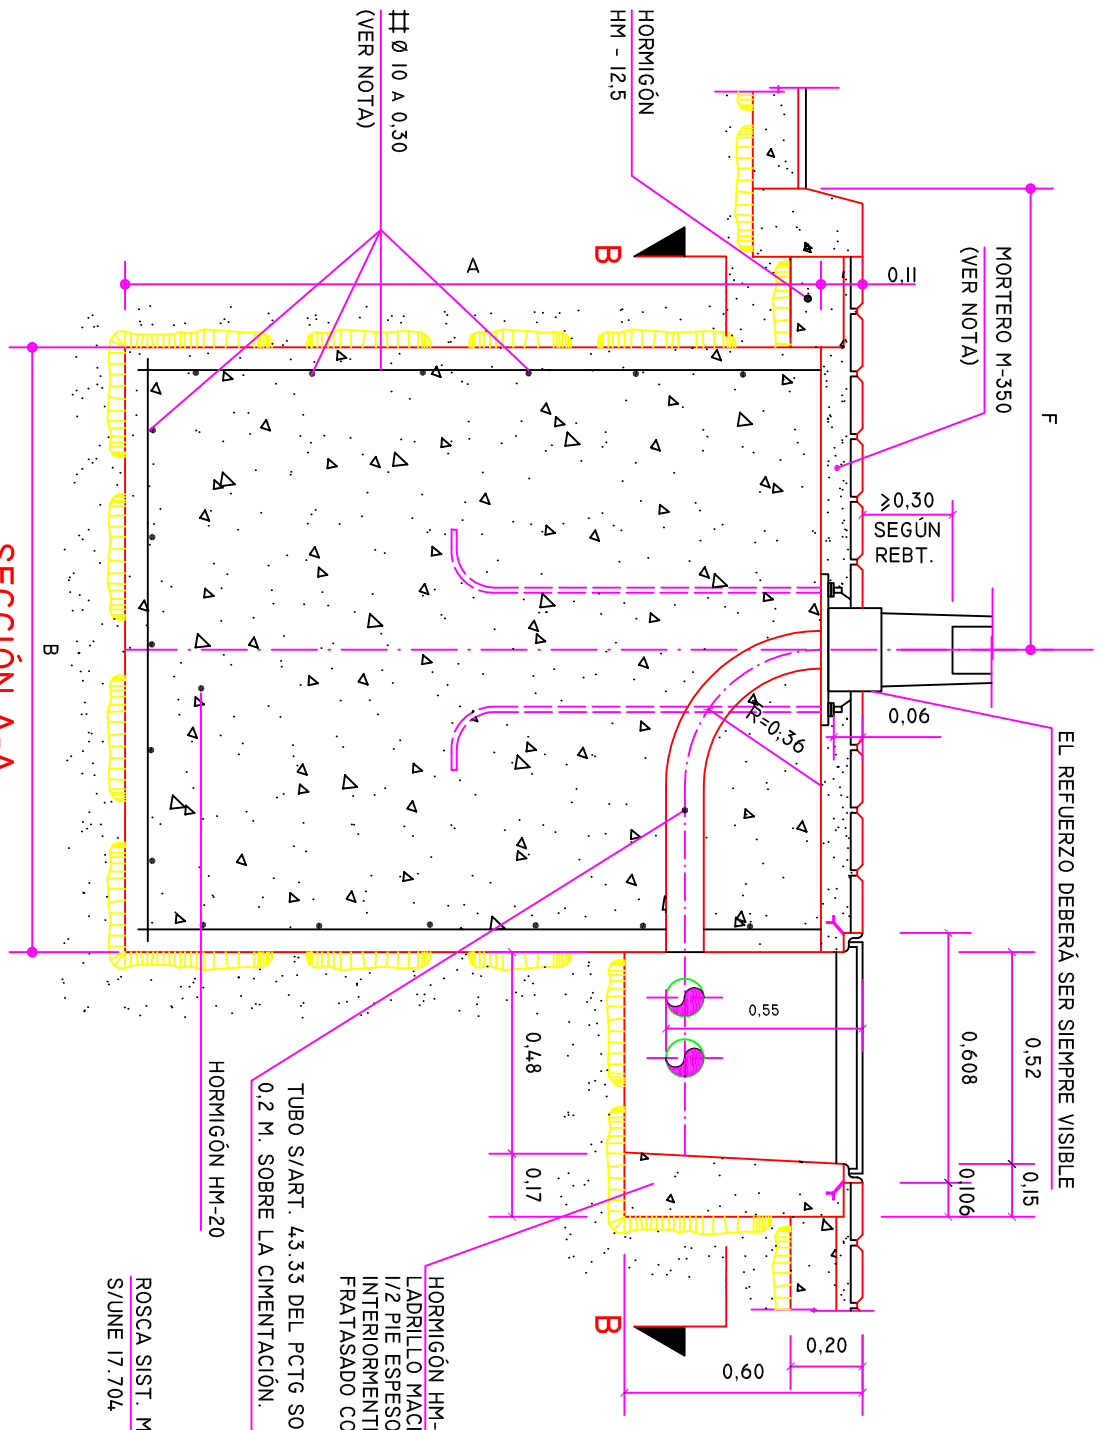 EL REFUERZO DEBERÁ SER SIEMPRE VISIBLE
MORTERO M-350
(VER NOTA)
F
0,11
≥0,30
SEGÚN
REBT.
0,06
0,52
0,15
0,608
0,106
0,20
0,60
0,55
R=0,36
HORMIGÓN
HM - 12,5
B
B
A
# Ø 10 A 0,30
(VER NOTA)
0,48
0,17
HORMIGÓN HM-
LADRILLO MACI
1/2 PIE ESPESO
INTERIORMENT
FRATASADO CO
TUBO S/ART. 43.33 DEL PCTG SO
0,2 M. SOBRE LA CIMENTACIÓN.
HORMIGÓN HM-20
ROSCA SIST. M
S/UNE 17.704
B
SECCIÓN A-A